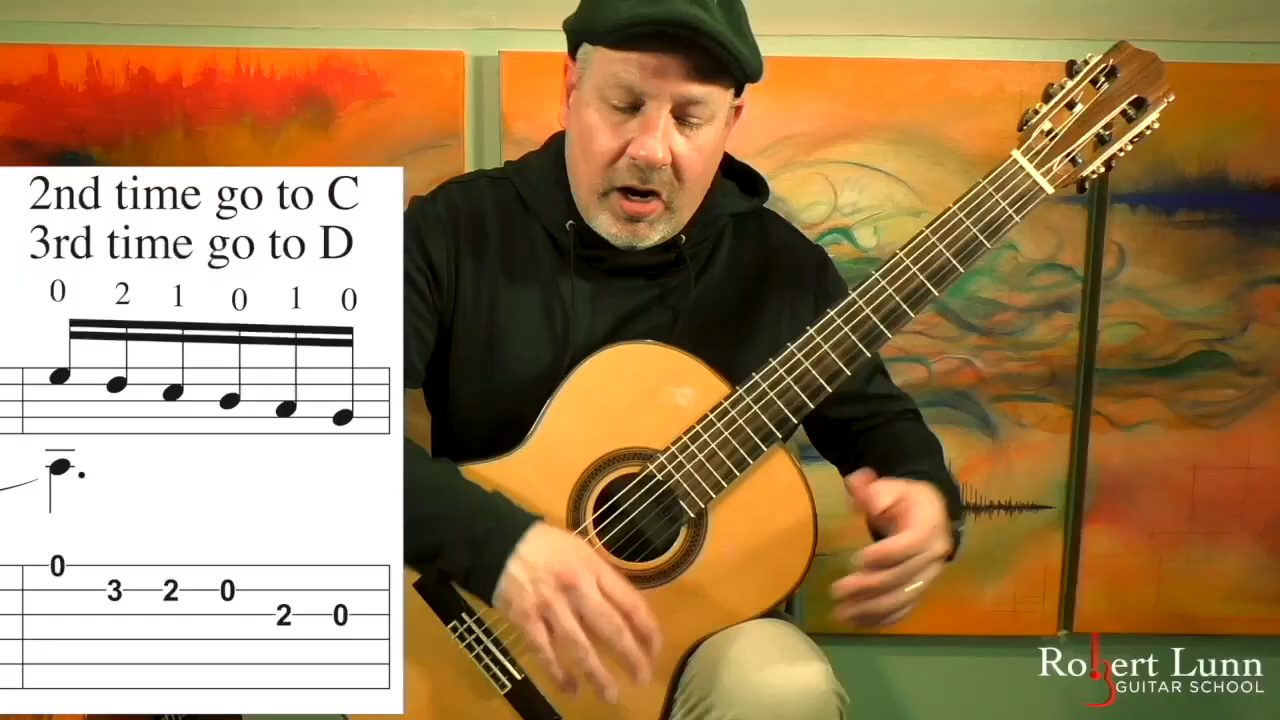 2nd time go to C
3rd time go to D
0 2 1 0 1 0
0
3 2 0
2 0
Robert Lunn
GUITAR SCHOOL